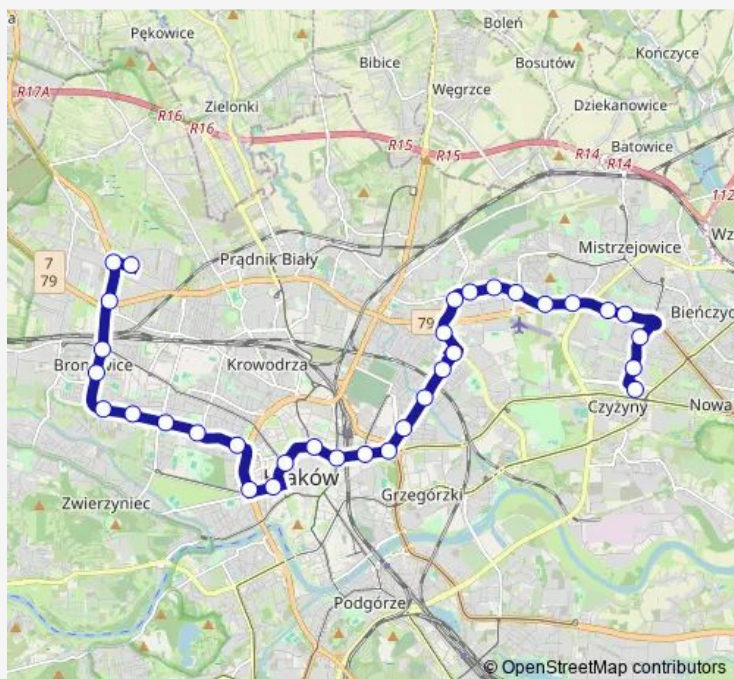 Pękowice
Boleń
Bibice
Bosutów
Kończyce
Węgrzce
R17A
Zielonki
Dziekanowice
R16
R16
R15
R15
R14
Batowice
R14
112
Mistrzejowice
Wz
7
79
Prądnik Biały
79
Bieńczyc
Bronowice
Krowodrza
Czyżyny
Nowa
Kraków
Grzegórzki
Zwierzyniec
Podgórze
© OpenStreetMap contributors